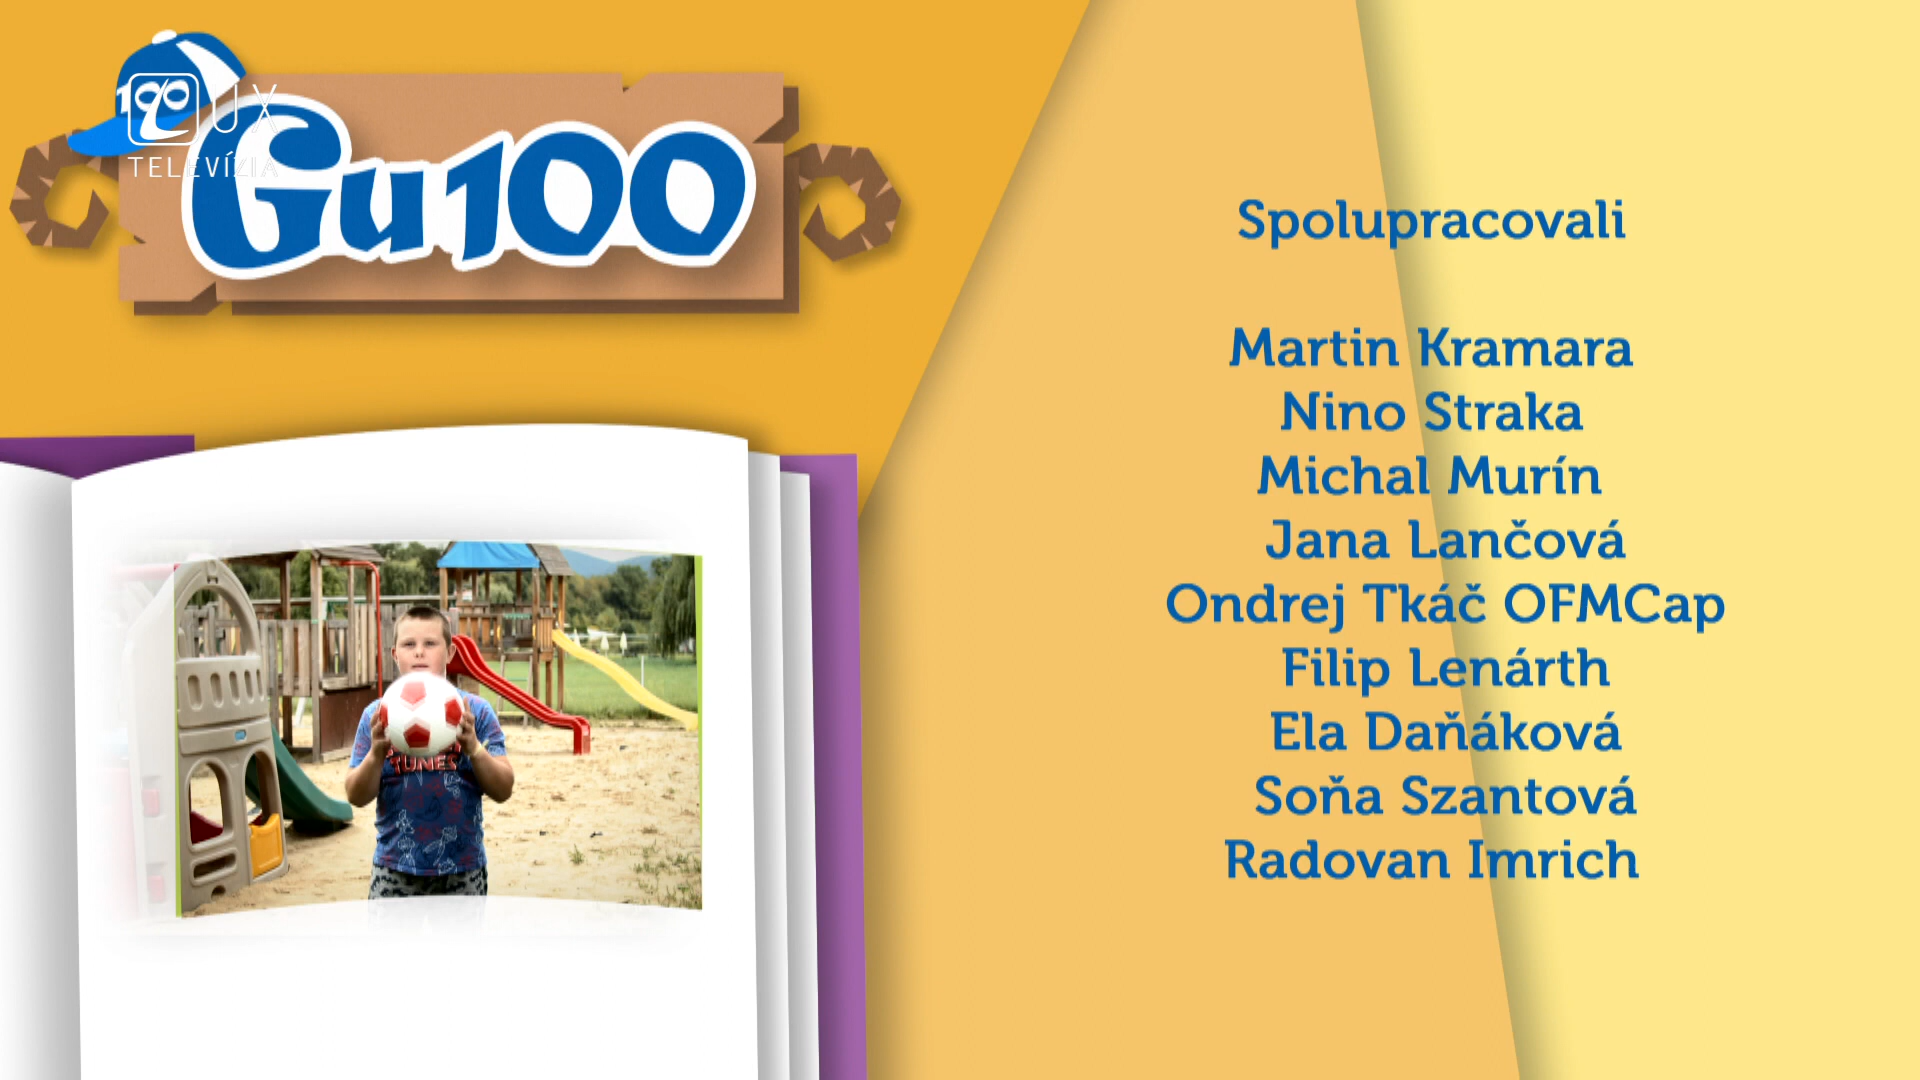 100
LUX
TELEVÍZIA
Gu100
TUNES
Spolupracovali
Martin Kramara
Nino Straka
Michal Murín
Jana Lančová
Ondrej Tkáč OFMCap
Filip Lenárth
Ela Daňáková
Soňa Szantová
Radovan Imrich